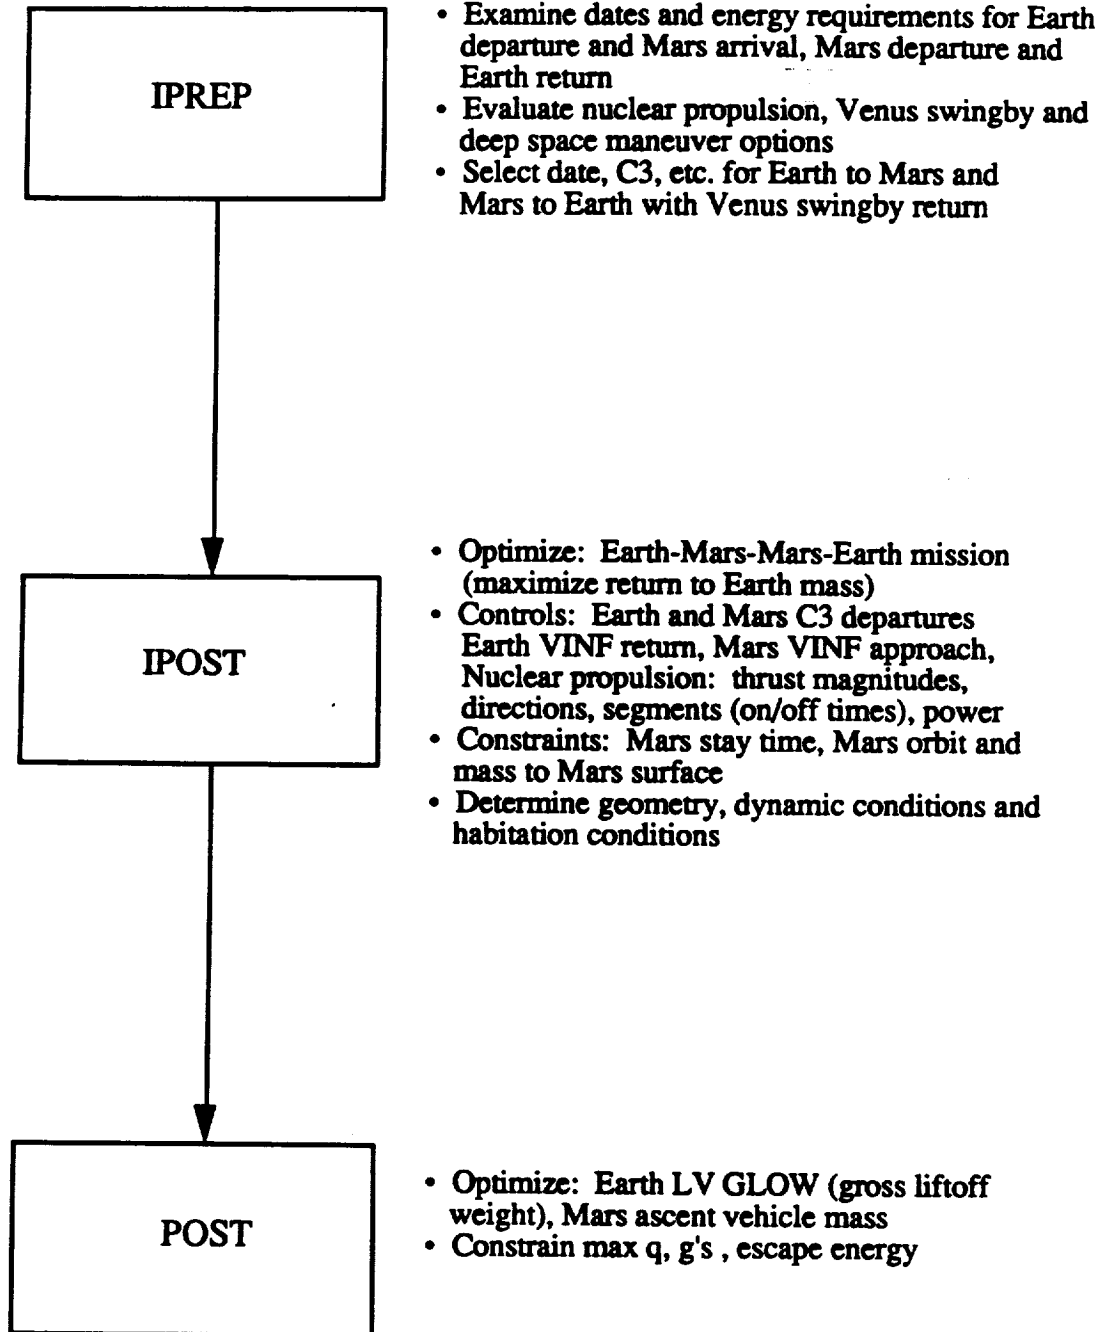 IPREP
• Examine dates and energy requirements for Earth
departure and Mars arrival, Mars departure and
Earth return
• Evaluate nuclear propulsion, Venus swingby and
deep space maneuver options
• Select date, C3, etc. for Earth to Mars and
Mars to Earth with Venus swingby return
IPOST
• Optimize: Earth-Mars-Mars-Earth mission
(maximize return to Earth mass)
• Controls: Earth and Mars C3 departures
Earth VINF return, Mars VINF approach,
Nuclear propulsion: thrust magnitudes,
directions, segments (on/off times), power
• Constraints: Mars stay time, Mars orbit and
mass to Mars surface
• Determine geometry, dynamic conditions and
habitation conditions
POST
• Optimize: Earth LV GLOW (gross liftoff
weight), Mars ascent vehicle mass
• Constrain max q, g's , escape energy